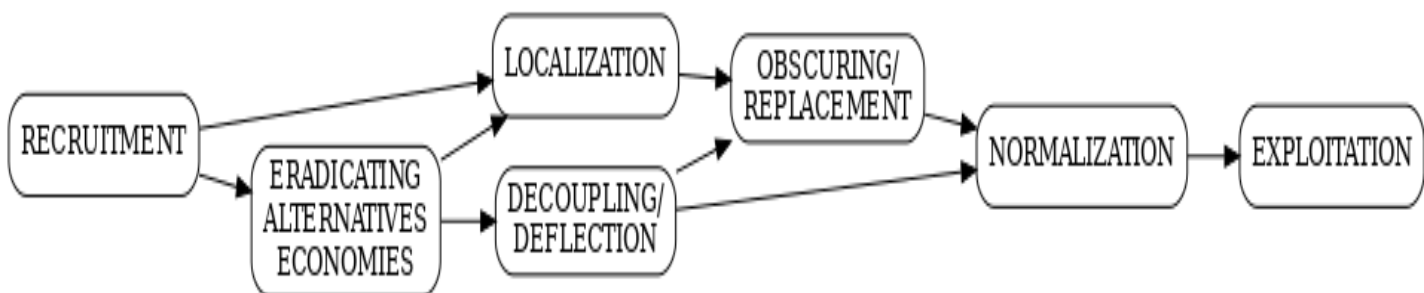 RECRUITMENT
ERADICATING
ALTERNATIVES
ECONOMIES
LOCALIZATION
DECOUPLING/
DEFLECTION
OBSCURING/
REPLACEMENT
NORMALIZATION
EXPLOITATION